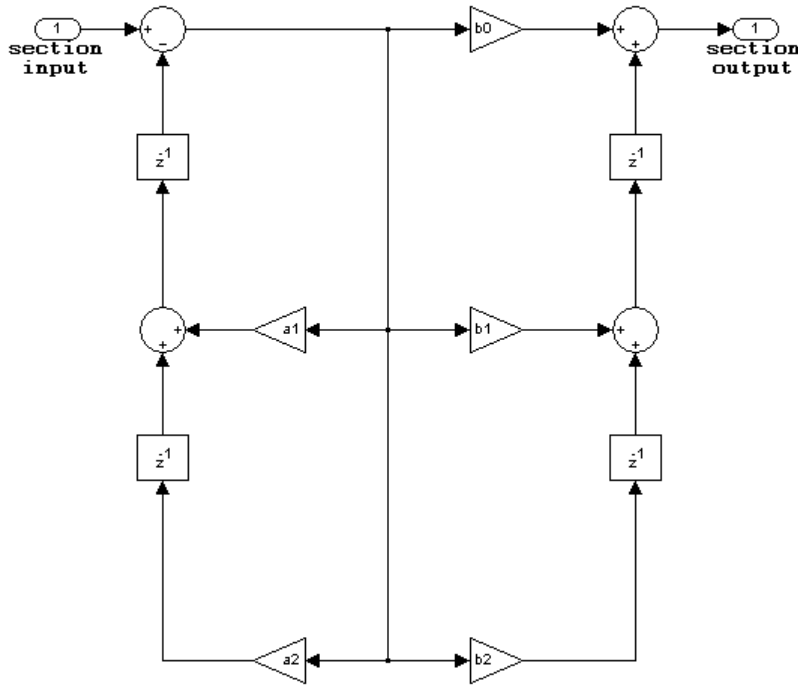 1
section
input
+
−
b0
+
+
1
section
output
z-1
z-1
+
+
a1
b1
+
+
z-1
z-1
a2
b2